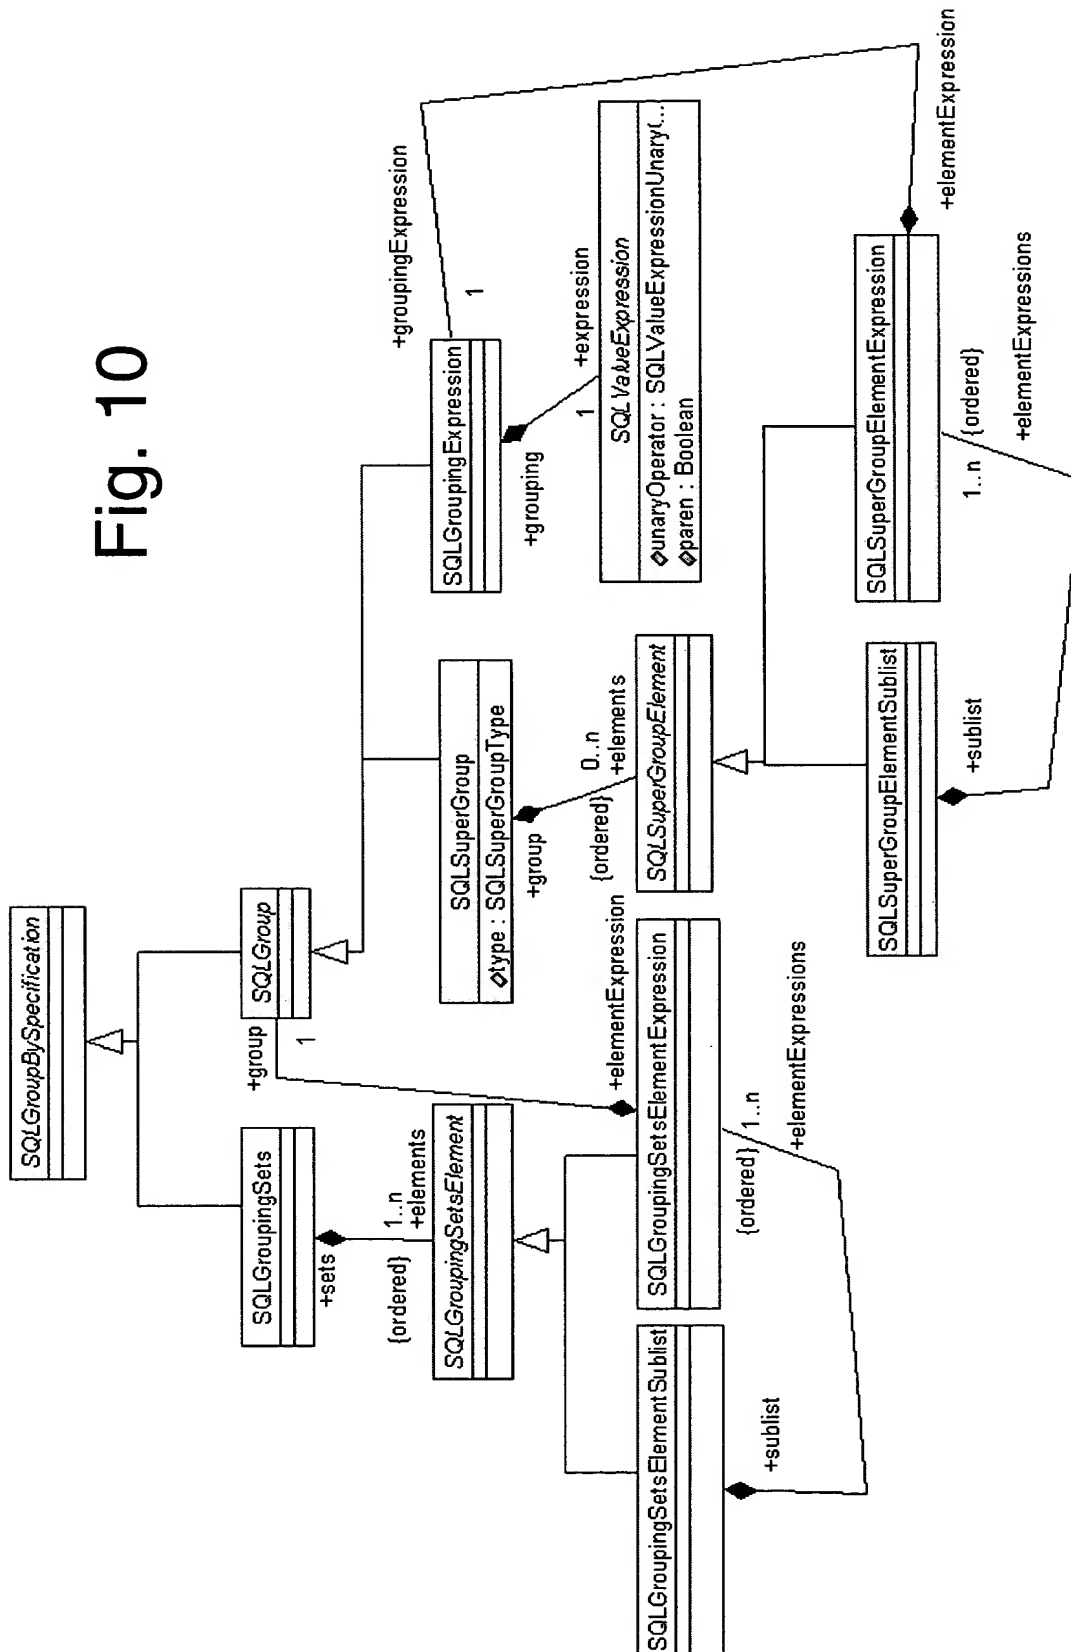 Fig. 10
SQLGroupBySpecification
SQLGroupingSets
+sets
SQLGroup
+group
1
{ordered}
1..n
+elements
SQLGroupingSetsElement
SQLSuperGroup
type : SQLSuperGroupType
+group
SQLGroupingExpression
+groupingExpression
1
+grouping
1
+expression
SQLValueExpression
unaryOperator : SQLValueExpressionUnary(...
paren : Boolean
{ordered}
0..n
+elements
SQLSuperGroupElement
+elementExpression
SQLGroupingSetsElementSublist
+sublist
SQLGroupingSetsElementExpression
{ordered}
1..n
+elementExpressions
SQLSuperGroupElementSublist
+sublist
SQLSuperGroupElementExpression
+elementExpression
1..n
{ordered}
+elementExpressions